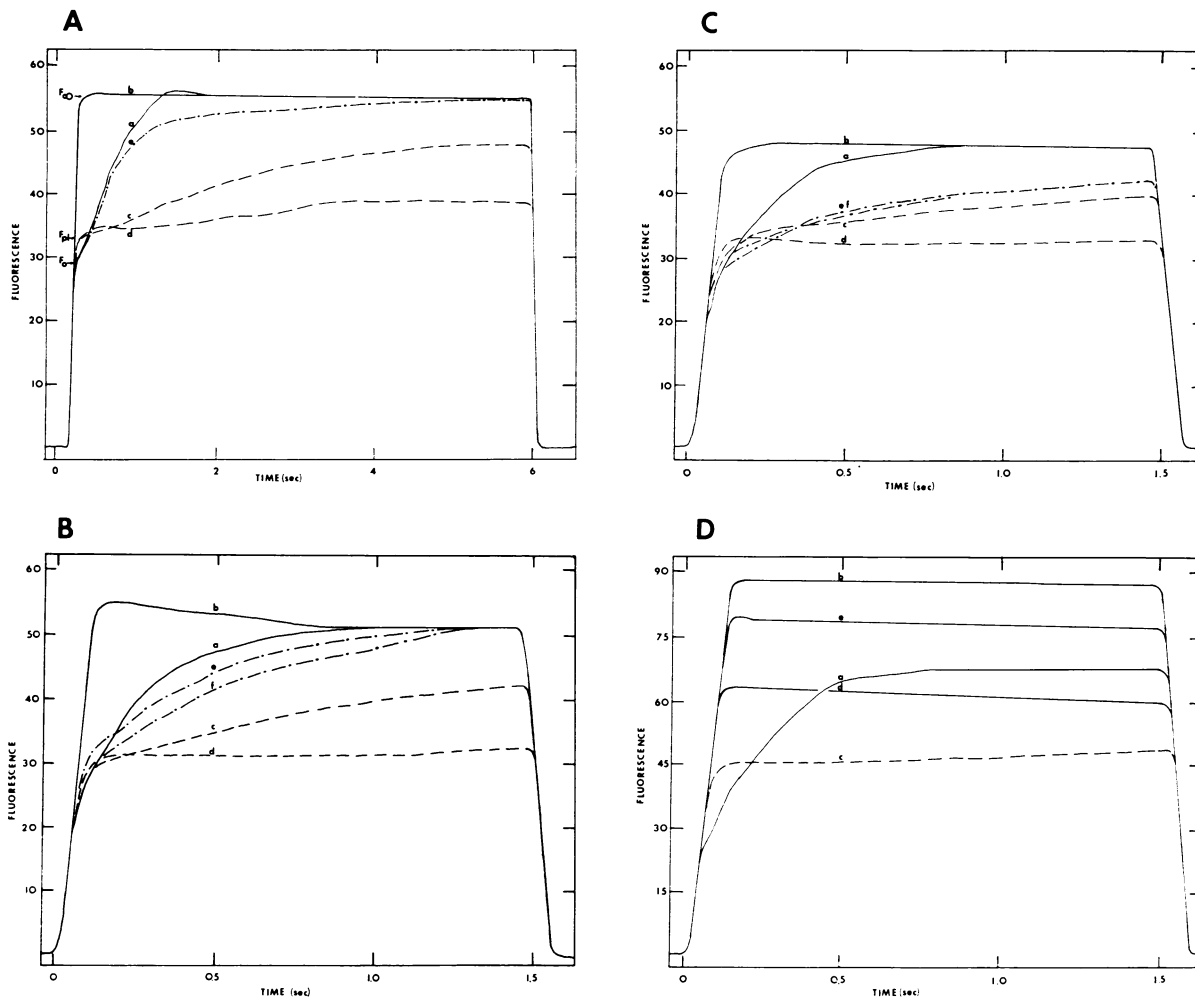 A
60
50
40
30
20
10
F∞
Fpl
Fo
b
a
e
c
d
0
2
4
6
FLUORESCENCE
TIME (sec)
C
60
50
40
30
20
10
b
a
e f
c
d
0
0.5
1.0
1.5
FLUORESCENCE
TIME (sec)
B
60
50
40
30
20
10
b
a
e
f
c
d
0
0.5
1.0
1.5
FLUORESCENCE
TIME (sec)
D
90
75
60
45
30
15
b
e
a
d
c
0
0.5
1.0
1.5
FLUORESCENCE
TIME (sec)